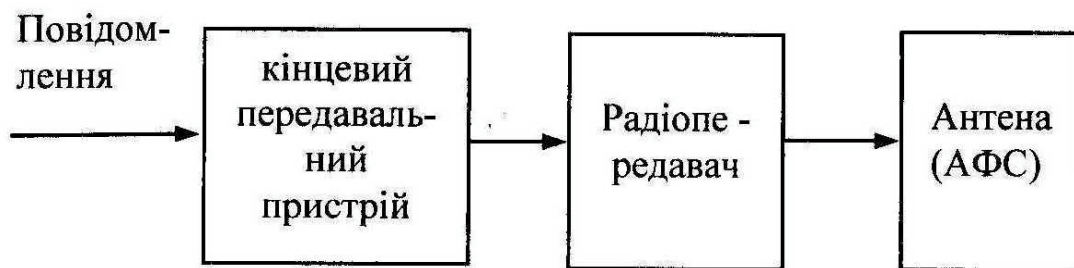 Повідом-
лення
кінцевий
передаваль-
ний
пристрій
Радіопе -
редавач
Антена
(АФС)